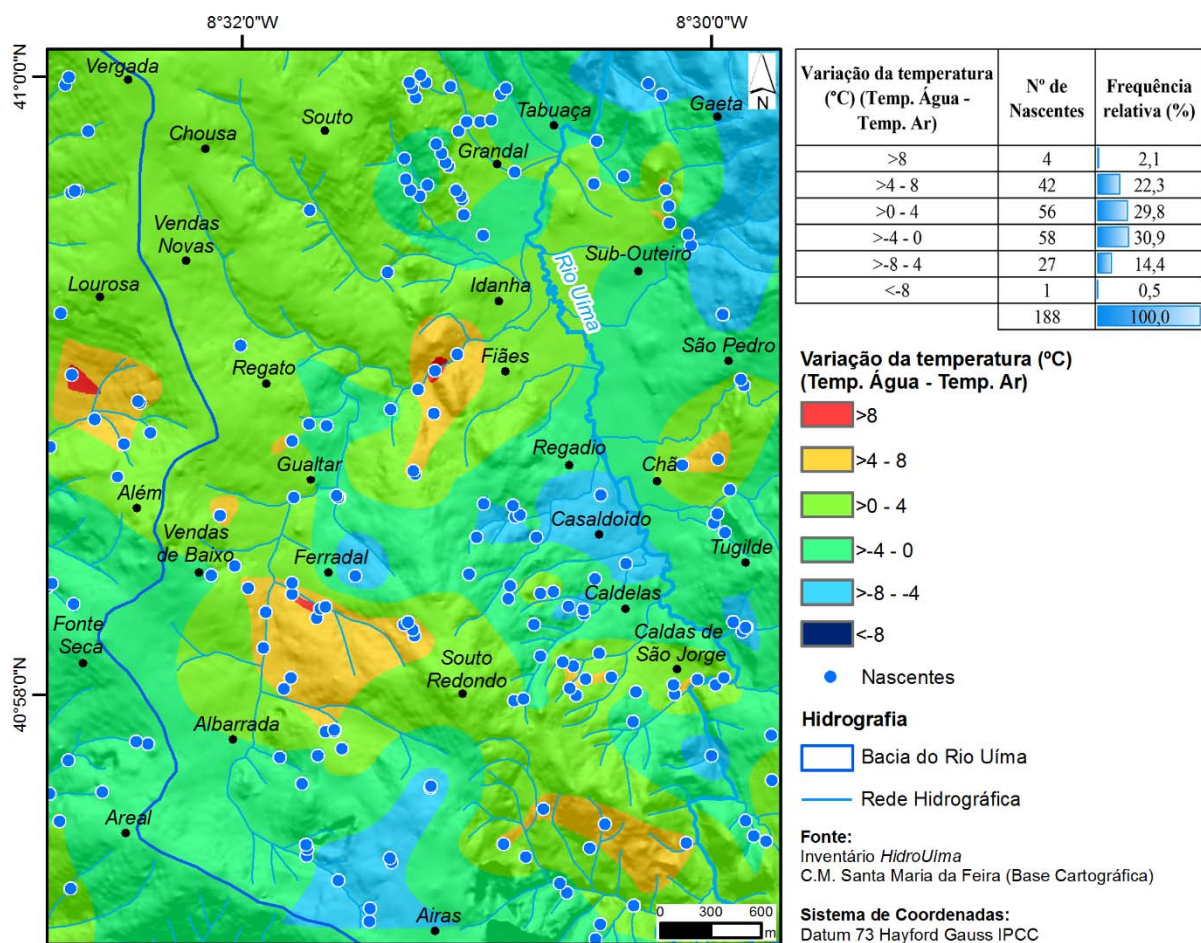 8°32'0"W
8°30'0"W
41°0'0"N
40°58'0"N
Vergada
Chousa
Souto
Tabuaça
Gaeta
Grandal
Vendas
Novas
Sub-Outeiro
Lourosa
Idanha
Rio Uíma
São Pedro
Regato
Fiães
Regadio
Chã
Gualtar
Além
Casaldoído
Vendas
de Baixo
Ferradal
Tugilde
Caldelas
Fonte
Seca
Caldas de
São Jorge
Souto
Redondo
Albarrada
Areal
Airas
N
0 300 600
m
Variação da temperatura
(ºC) (Temp. Água -
Temp. Ar)
Nº de
Nascentes
Frequência
relativa (%)
>8 4 2,1
>4 - 8 42 22,3
>0 - 4 56 29,8
>-4 - 0 58 30,9
>-8 - 4 27 14,4
<-8 1 0,5
188 100,0
Variação da temperatura (ºC)
(Temp. Água - Temp. Ar)
>8
>4 - 8
>0 - 4
>-4 - 0
>-8 - -4
<-8
Nascentes
Hidrografia
Bacia do Rio Uíma
Rede Hidrográfica
Fonte:
Inventário HidroUIma
C.M. Santa Maria da Feira (Base Cartográfica)
Sistema de Coordenadas:
Datum 73 Hayford Gauss IPCC